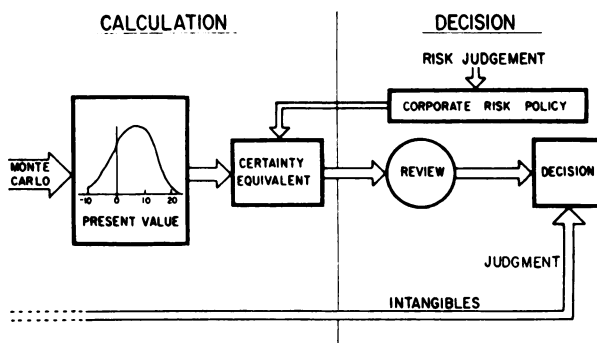 CALCULATION
DECISION
RISK JUDGEMENT
CORPORATE RISK POLICY
MONTE
CARLO
-10 0 10 20
PRESENT VALUE
CERTAINTY
EQUIVALENT
REVIEW
DECISION
JUDGMENT
INTANGIBLES